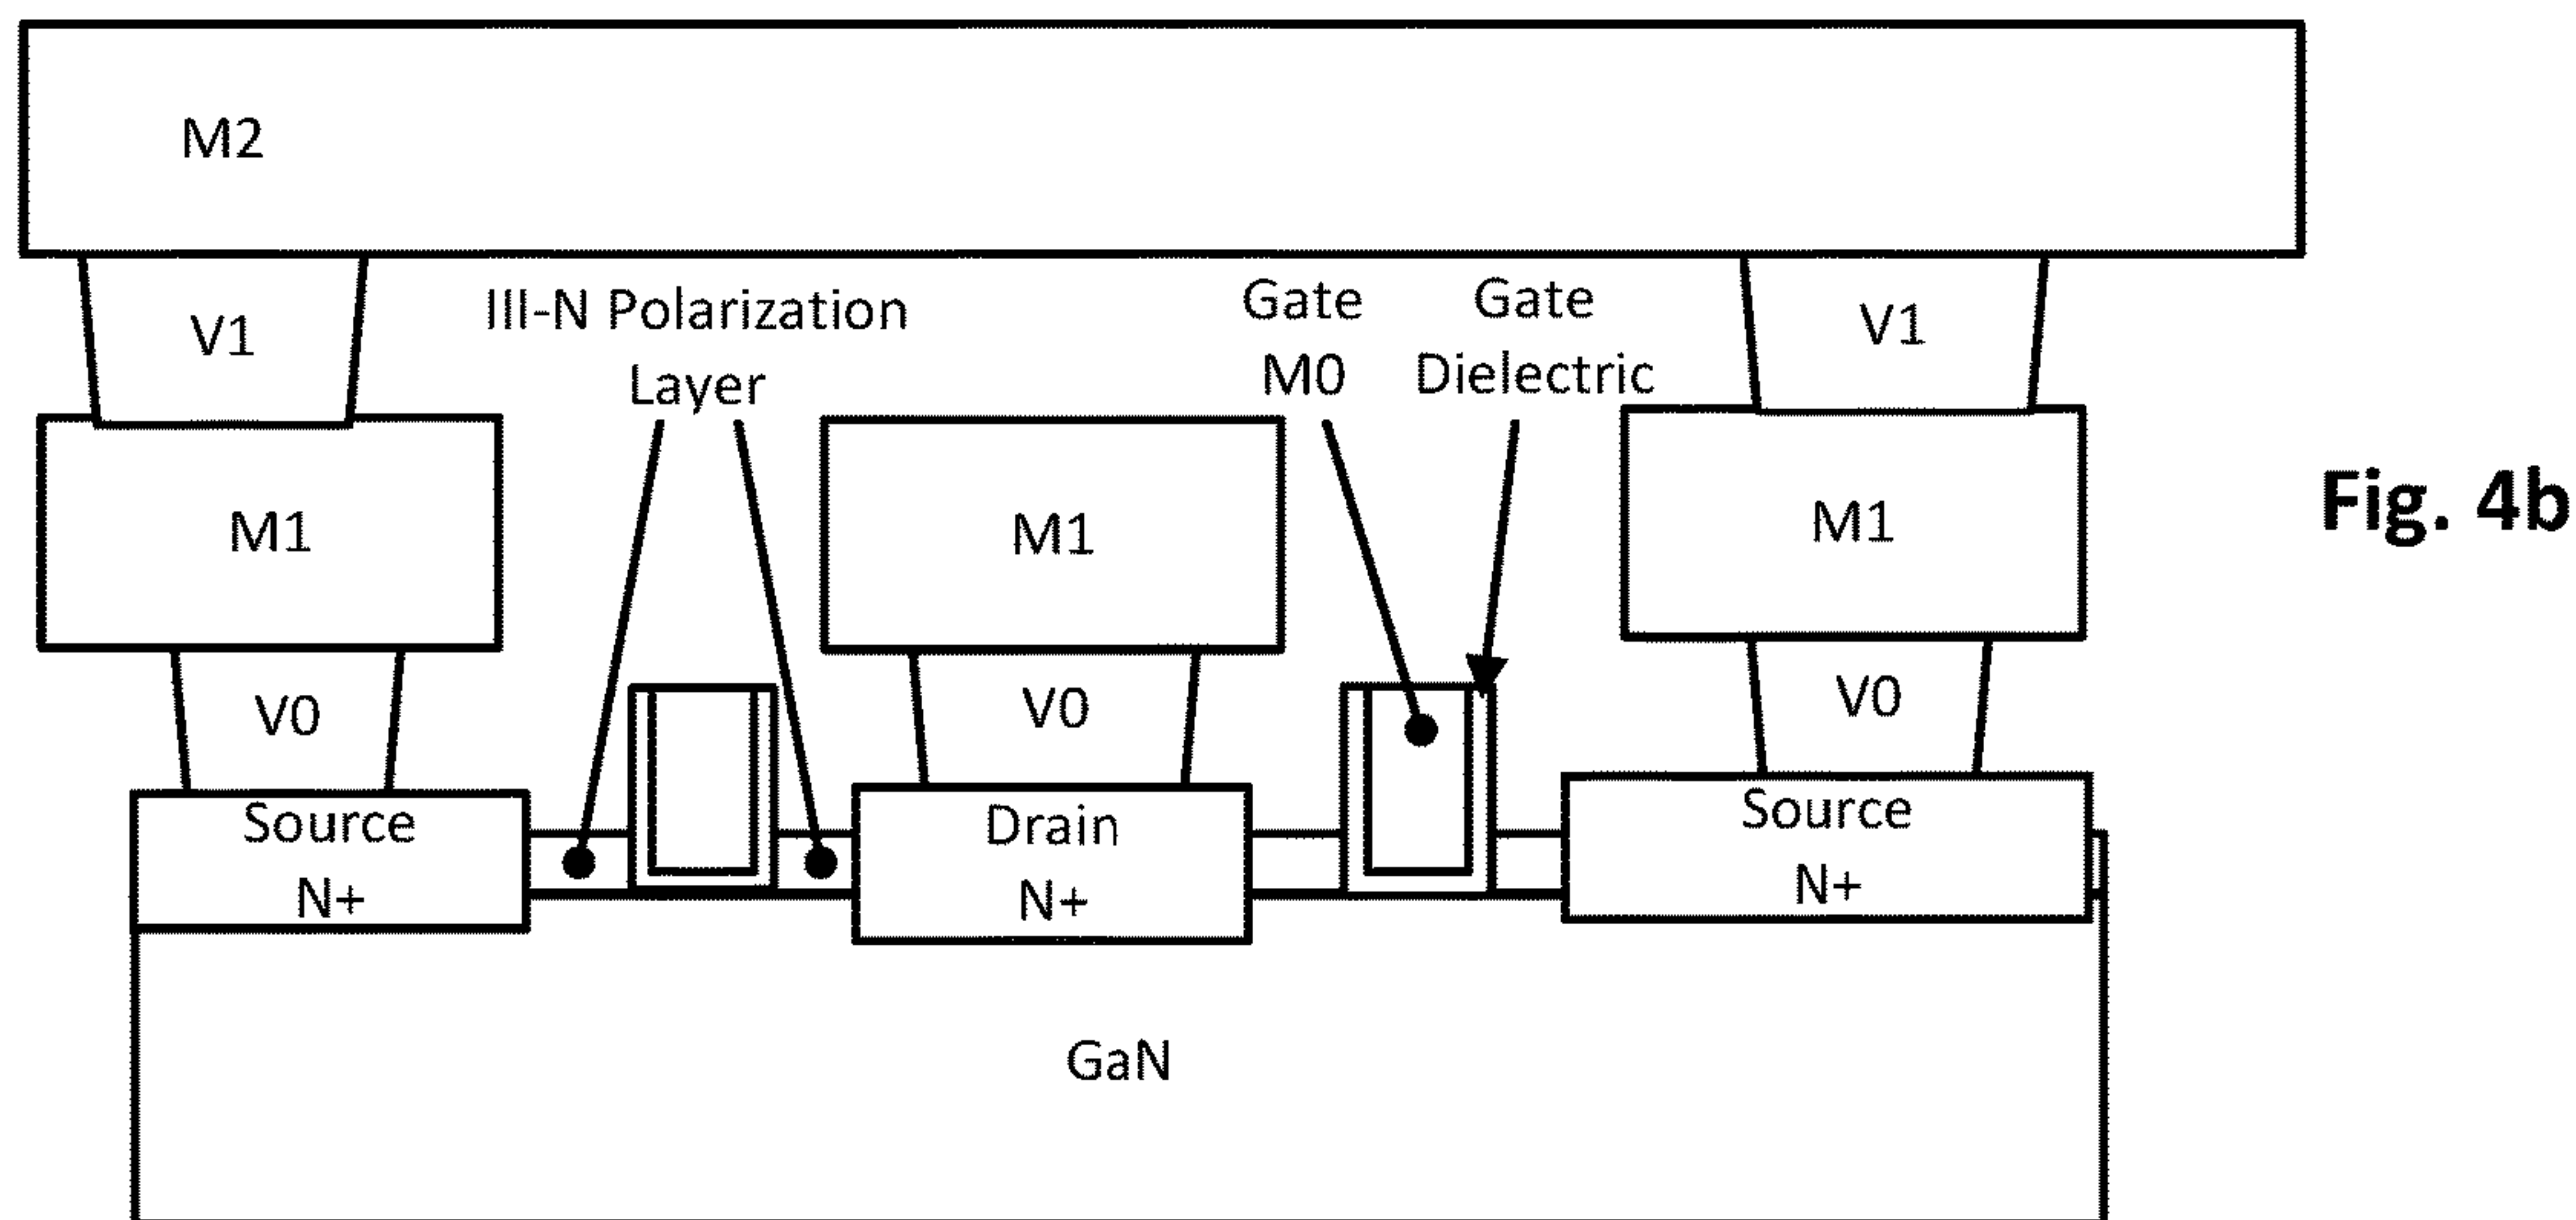 M2
V1
III-N Polarization
Layer
Gate
M0
Gate
Dielectric
V1
M1
M1
M1
Fig. 4b
V0
V0
V0
Source
N+
Drain
N+
Source
N+
GaN